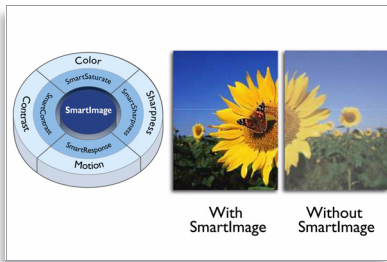 Color
SmartSaturate
Contrast
SmartContrast
SmartImage
SmartSharpness
Sharpness
SmartResponse
Motion
With
SmartImage
Without
SmartImage